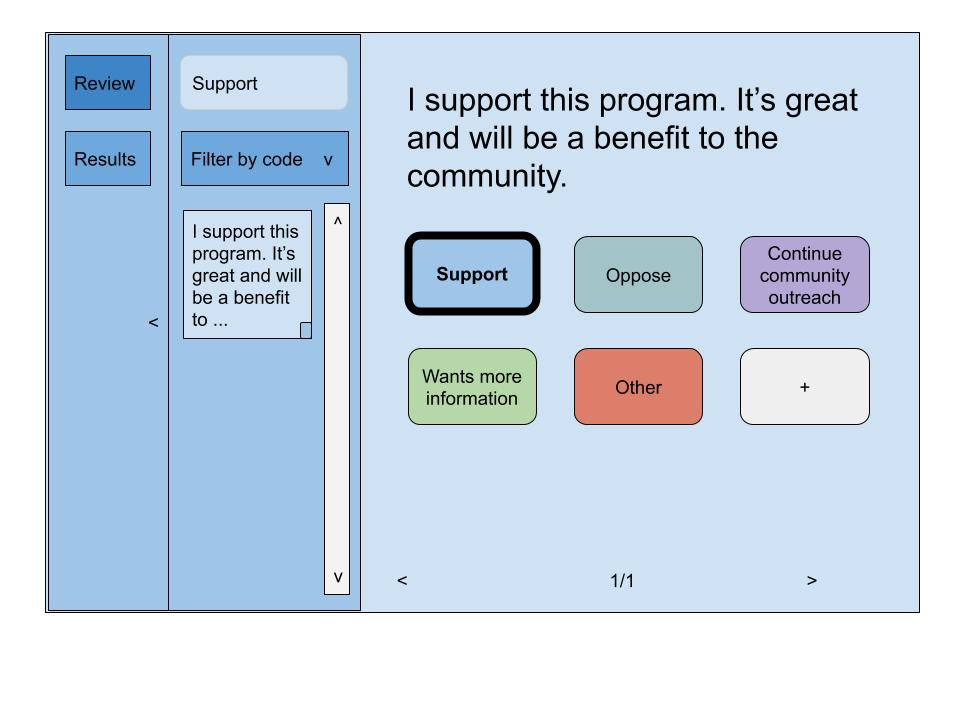 Review
Results
<
Support
Filter by code v
I support this
program. It’s
great and will
be a benefit
to ...
^
v
I support this program. It’s great
and will be a benefit to the
community.
Support
Oppose
Continue
community
outreach
Wants more
information
Other
+
< 1/1 >